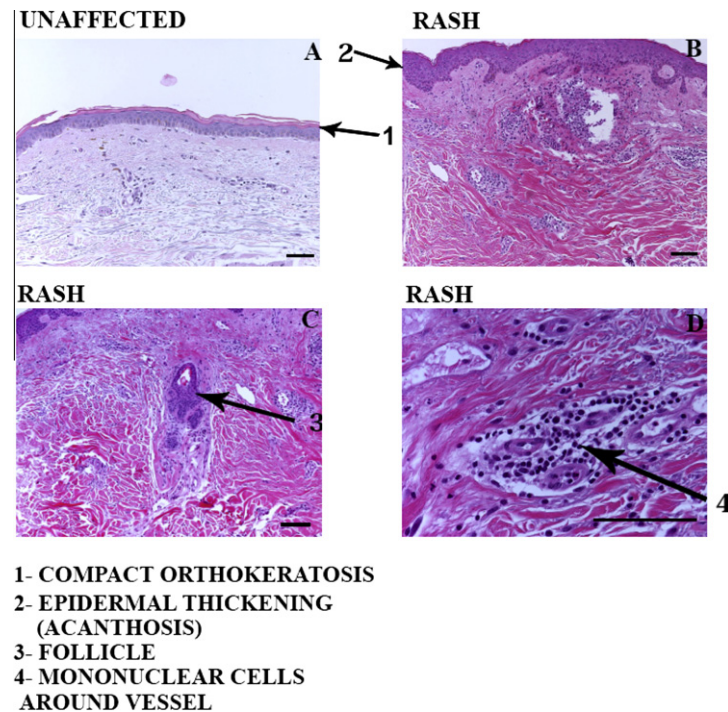 UNAFFECTED
RASH
A
2
B
1
RASH
RASH
C
D
3
4
1- COMPACT ORTHOKERATOSIS
2- EPIDERMAL THICKENING
(ACANTHOSIS)
3- FOLLICLE
4- MONONUCLEAR CELLS
AROUND VESSEL